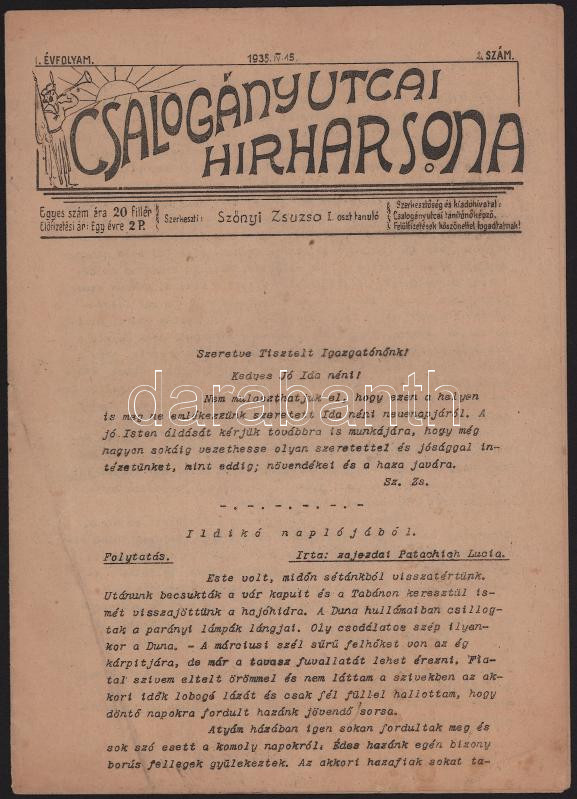 I. ÉVFOLYAM. 1935. IV. 15. 2. SZÁM.
CSALOGÁNYUTCAI
HIRHARSONA
Egyes szám ára 20 fillér
Előfizetési ár: Egy évre 2 P.
Szerkeszti: Szőnyi Zsuzsa I. oszt. tanuló
Szerkesztőség és kiadóhivatal:
Csalogányutcai tanítónőképző.
Felülfizetések köszönettel fogadtatnak!
Szeretve Tisztelt Igazgatónőnk!
Kedves Jó Ida néni!
Nem mulaszthatjuk el, hogy ezen a helyen
is meg ne emlékezzünk szeretett Ida néni nevenapjáról. A
jó Isten áldását kérjük továbbra is munkájára, hogy még
nagyon sokáig vezethesse olyan szeretettel és jósággal in-
tézetünket, mint eddig; növendékei és a haza javára.
Sz. Zs.
-.-.-.-.-.-
Ildikó naplójából.
Folytatás. Irta: zajezdai Patachich Lucia.
Este volt, midőn sétánkból visszatértünk.
Utánunk becsukták a vár kapuit és a Tabánon keresztül is-
mét visszajöttünk a hajóhidra. A Duna hullámaiban csillog-
tak a parányi lámpák lángjai. Oly csodálatos szép ilyen-
kor a Duna. - A márciusi szél sűrű felhőket von az ég
kárpitjára, de már a tavasz fuvallatát lehet érezni. Fia-
tal szivem eltelt örömmel és nem láttam a szivekben az ak-
kori idők lobogó lázát és csak fél füllel hallottam, hogy
döntő napokra fordult hazánk jövendő sorsa.
Atyám házában igen sokan fordultak meg és
sok szó esett a komoly napokról. Édes hazánk egén bizony
borús fellegek gyülekeztek. Az akkori hazafiak sokat ta-
darabanth